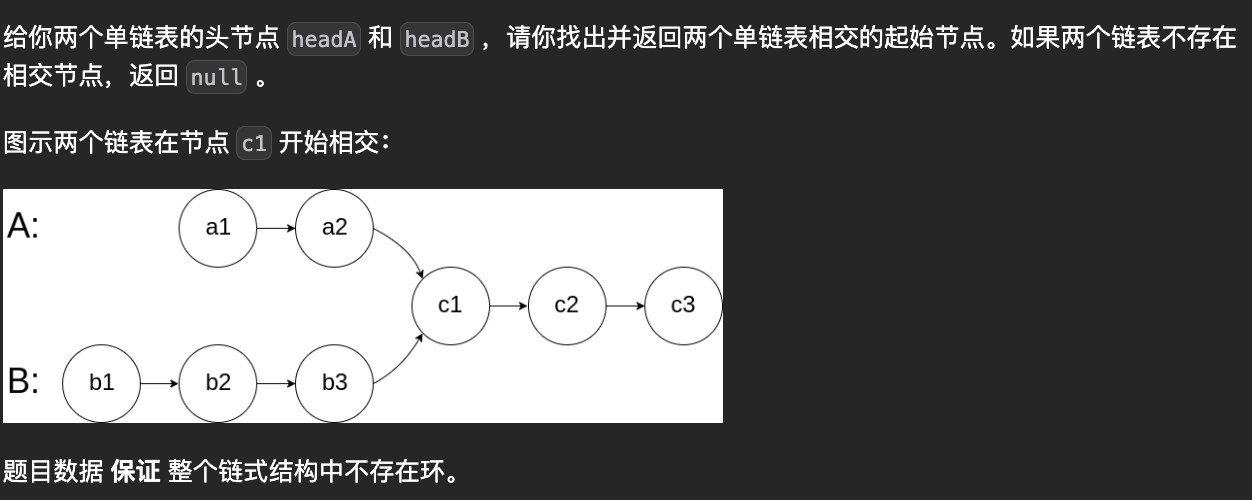 给你两个单链表的头节点 headA 和 headB ，请你找出并返回两个单链表相交的起始节点。如果两个链表不存在
相交节点，返回 null 。
图示两个链表在节点 c1 开始相交：
A: a1 a2
c1 c2 c3
B: b1 b2 b3
题目数据 保证 整个链式结构中不存在环。